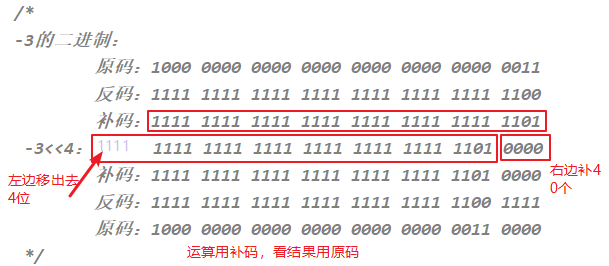 /*
-3的二进制：
原码：1000 0000 0000 0000 0000 0000 0000 0011
反码：1111 1111 1111 1111 1111 1111 1111 1100
补码：1111 1111 1111 1111 1111 1111 1111 1101
-3<<4：1111 1111 1111 1111 1111 1111 1111 1101 0000
左边移出去
4位
右边补4
0个
补码：1111 1111 1111 1111 1111 1111 1101 0000
反码：1111 1111 1111 1111 1111 1111 1100 1111
原码：1000 0000 0000 0000 0000 0000 0011 0000
运算用补码，看结果用原码
*/